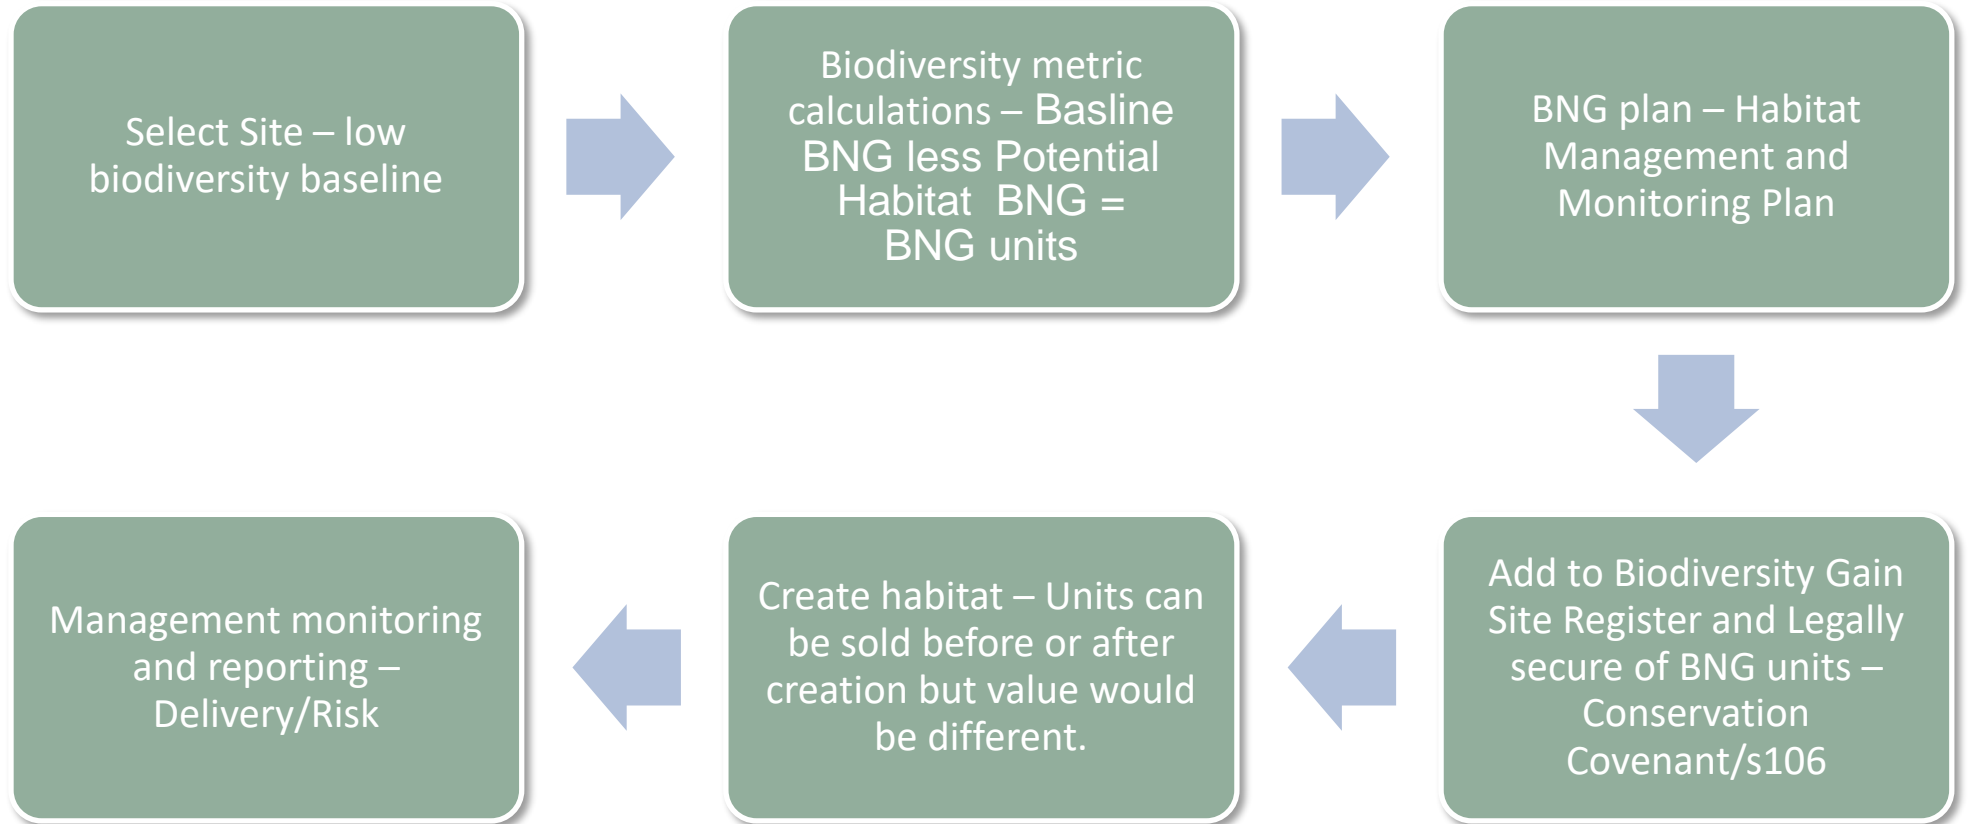 Select Site – low
biodiversity baseline
Biodiversity metric
calculations – Basline
BNG less Potential
Habitat  BNG =
BNG units
BNG plan – Habitat
Management and
Monitoring Plan
Add to Biodiversity Gain
Site Register and Legally
secure of BNG units –
Conservation
Covenant/s106
Create habitat – Units can
be sold before or after
creation but value would
be different.
Management monitoring
and reporting –
Delivery/Risk